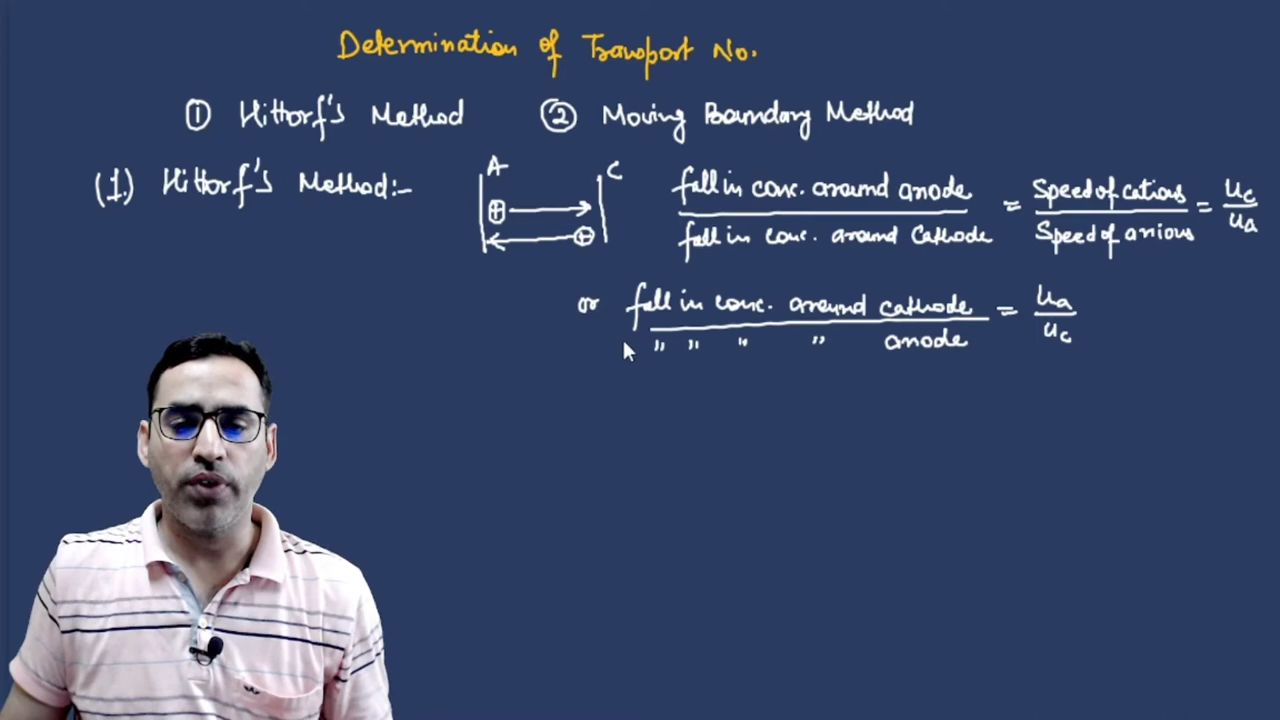 Determination of Transport No.
① Hittorf's Method ② Moving Boundary Method
(1.) Hittorf's Method:-
A C
fall in conc. around anode / fall in conc. around cathode = Speed of cations / Speed of anions = uc / ua
or fall in conc. around cathode / " " " " anode = ua / uc